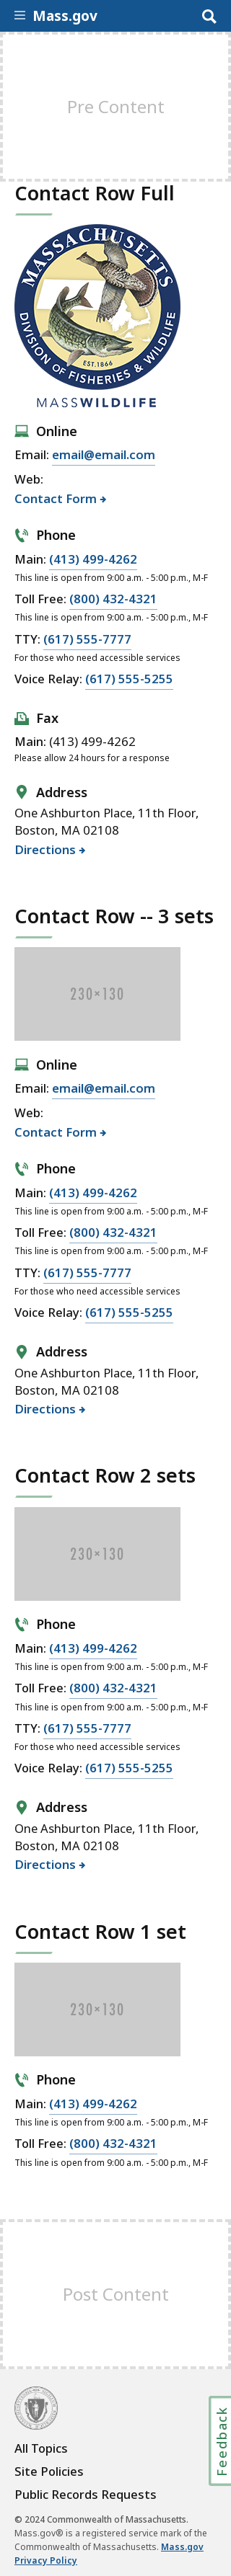 Mass.gov
Pre Content
Contact Row Full
MASSACHUSETTS
DIVISION OF FISHERIES & WILDLIFE
EST. 1864
MASSWILDLIFE
Online
Email: email@email.com
Web:
Contact Form
Phone
Main: (413) 499-4262
This line is open from 9:00 a.m. - 5:00 p.m., M-F
Toll Free: (800) 432-4321
This line is open from 9:00 a.m. - 5:00 p.m., M-F
TTY: (617) 555-7777
For those who need accessible services
Voice Relay: (617) 555-5255
Fax
Main: (413) 499-4262
Please allow 24 hours for a response
Address
One Ashburton Place, 11th Floor,
Boston, MA 02108
Directions
Contact Row -- 3 sets
230×130
Online
Email: email@email.com
Web:
Contact Form
Phone
Main: (413) 499-4262
This line is open from 9:00 a.m. - 5:00 p.m., M-F
Toll Free: (800) 432-4321
This line is open from 9:00 a.m. - 5:00 p.m., M-F
TTY: (617) 555-7777
For those who need accessible services
Voice Relay: (617) 555-5255
Address
One Ashburton Place, 11th Floor,
Boston, MA 02108
Directions
Contact Row 2 sets
230×130
Phone
Main: (413) 499-4262
This line is open from 9:00 a.m. - 5:00 p.m., M-F
Toll Free: (800) 432-4321
This line is open from 9:00 a.m. - 5:00 p.m., M-F
TTY: (617) 555-7777
For those who need accessible services
Voice Relay: (617) 555-5255
Address
One Ashburton Place, 11th Floor,
Boston, MA 02108
Directions
Contact Row 1 set
230×130
Phone
Main: (413) 499-4262
This line is open from 9:00 a.m. - 5:00 p.m., M-F
Toll Free: (800) 432-4321
This line is open from 9:00 a.m. - 5:00 p.m., M-F
Post Content
Feedback
All Topics
Site Policies
Public Records Requests
© 2024 Commonwealth of Massachusetts.
Mass.gov® is a registered service mark of the
Commonwealth of Massachusetts. Mass.gov
Privacy Policy